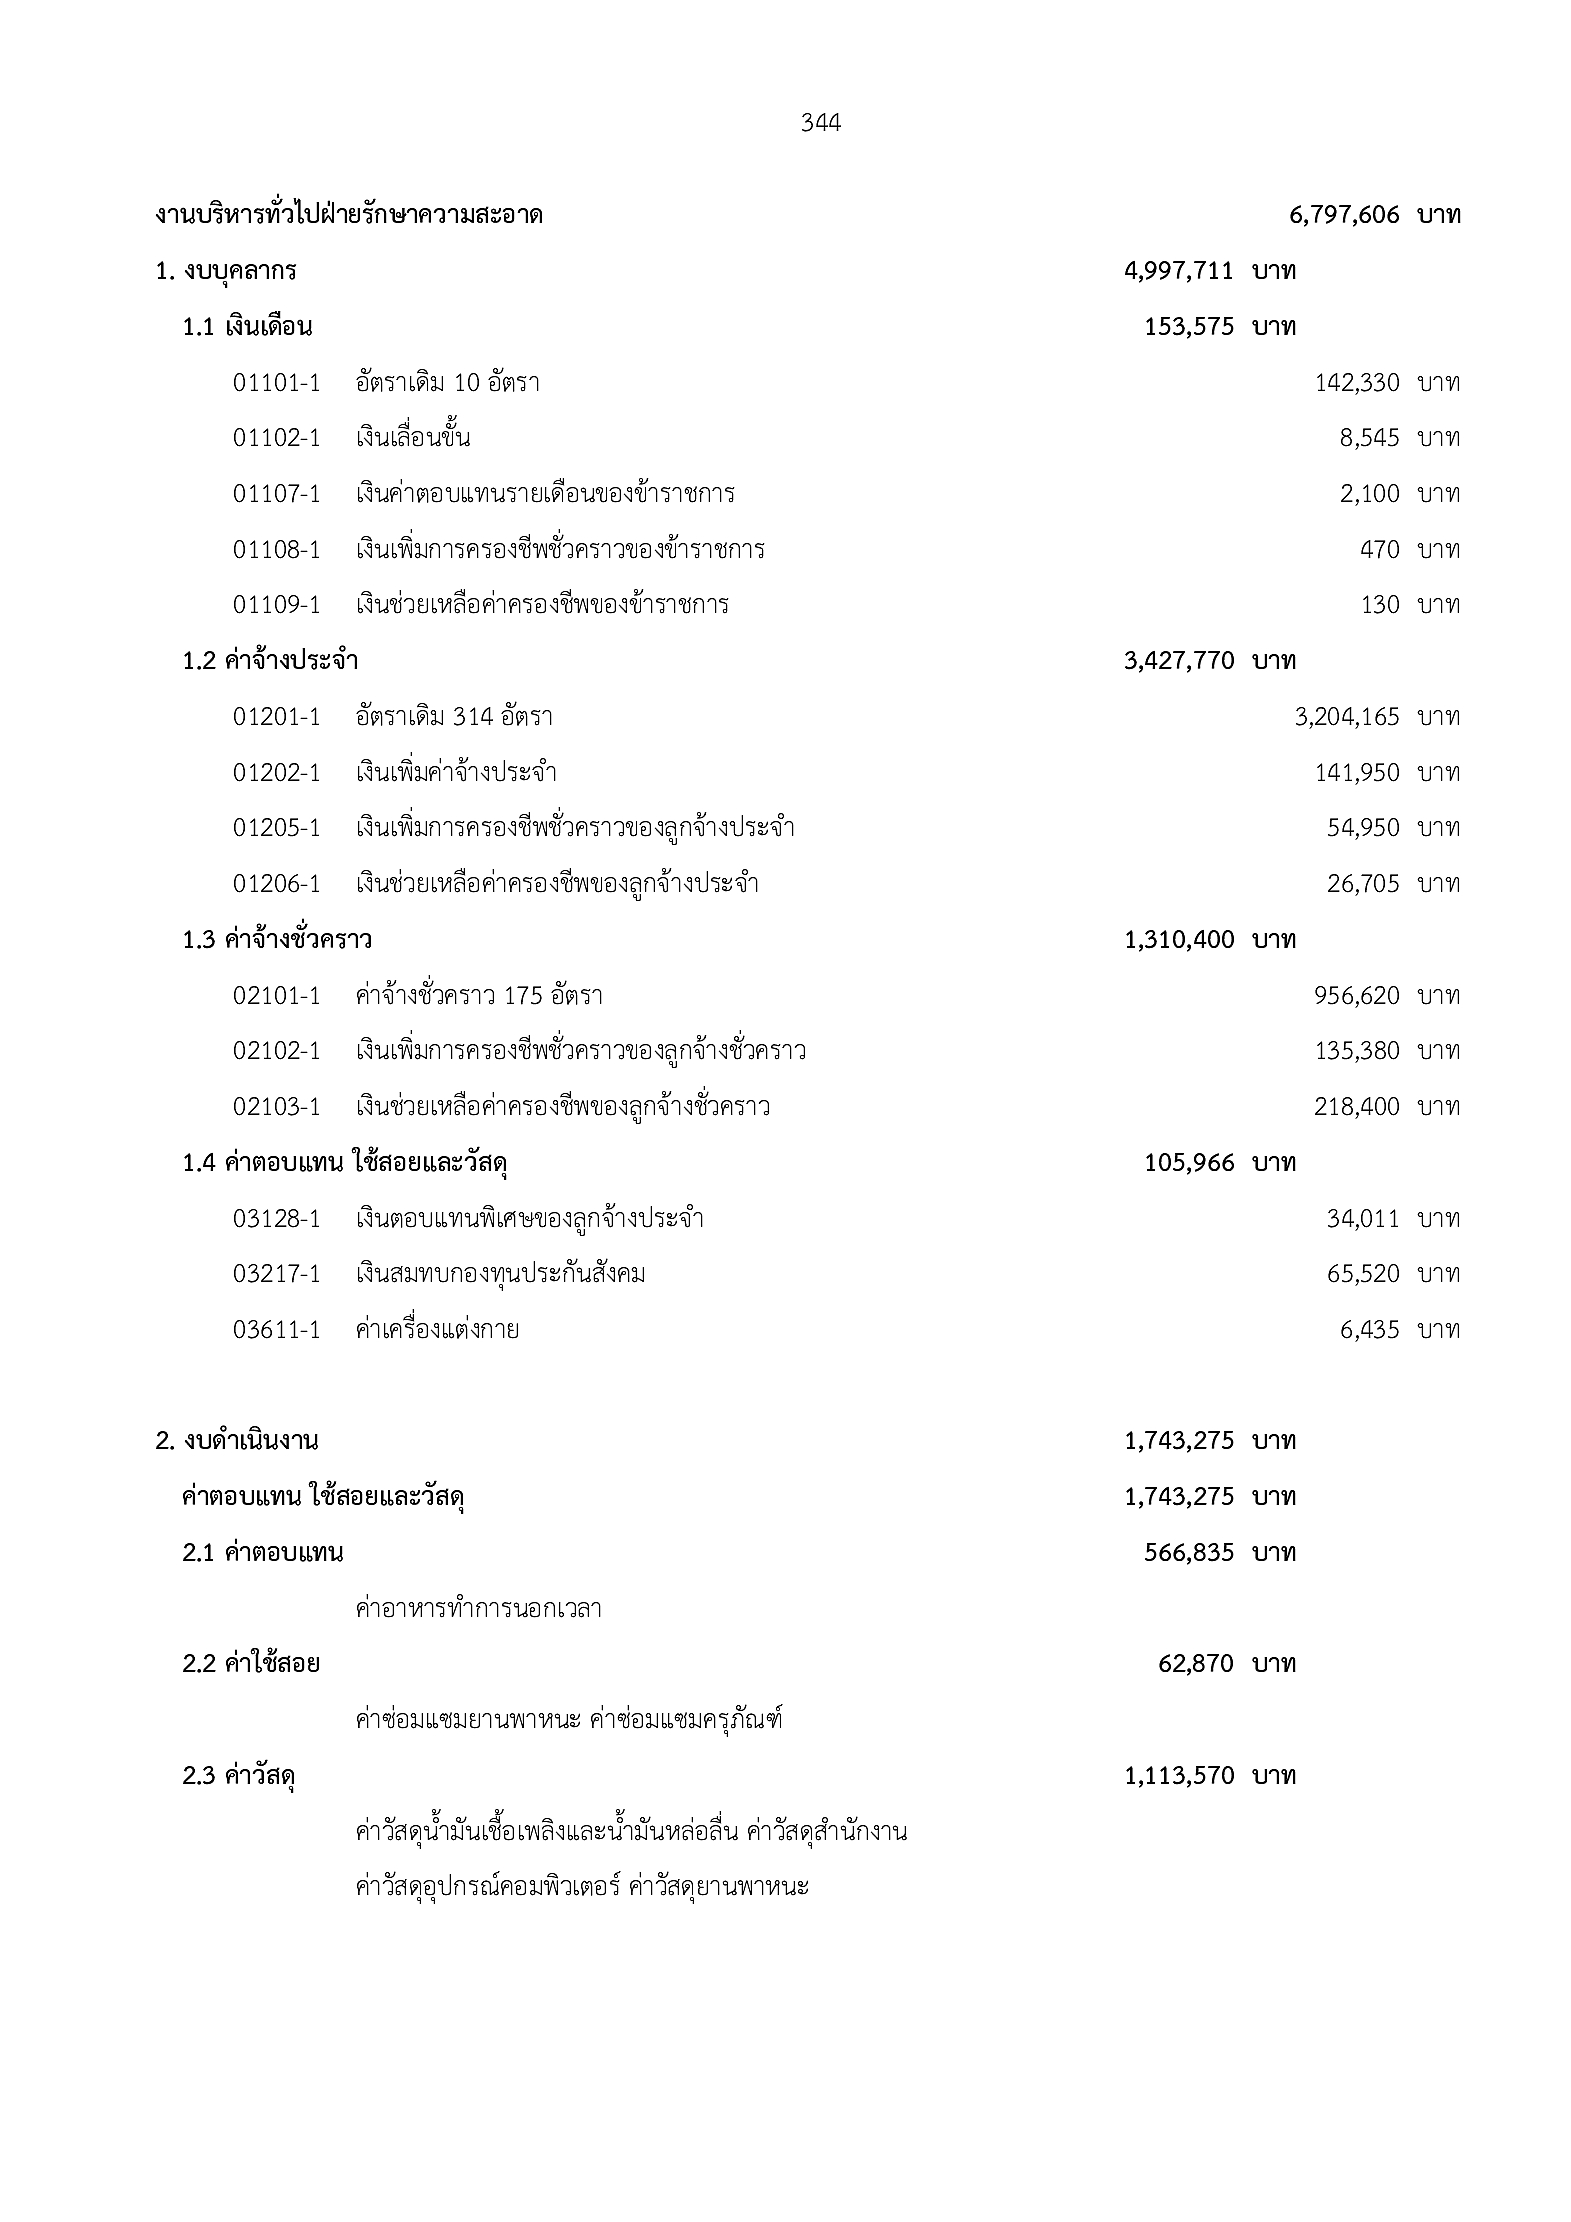 344
งานบริหารทั่วไปฝ่ายรักษาความสะอาด 6,797,606 บาท
1. งบบุคลากร 4,997,711 บาท
1.1 เงินเดือน 153,575 บาท
01101-1 อัตราเดิม 10 อัตรา 142,330 บาท
01102-1 เงินเลื่อนขั้น 8,545 บาท
01107-1 เงินค่าตอบแทนรายเดือนของข้าราชการ 2,100 บาท
01108-1 เงินเพิ่มการครองชีพชั่วคราวของข้าราชการ 470 บาท
01109-1 เงินช่วยเหลือค่าครองชีพของข้าราชการ 130 บาท
1.2 ค่าจ้างประจำ 3,427,770 บาท
01201-1 อัตราเดิม 314 อัตรา 3,204,165 บาท
01202-1 เงินเพิ่มค่าจ้างประจำ 141,950 บาท
01205-1 เงินเพิ่มการครองชีพชั่วคราวของลูกจ้างประจำ 54,950 บาท
01206-1 เงินช่วยเหลือค่าครองชีพของลูกจ้างประจำ 26,705 บาท
1.3 ค่าจ้างชั่วคราว 1,310,400 บาท
02101-1 ค่าจ้างชั่วคราว 175 อัตรา 956,620 บาท
02102-1 เงินเพิ่มการครองชีพชั่วคราวของลูกจ้างชั่วคราว 135,380 บาท
02103-1 เงินช่วยเหลือค่าครองชีพของลูกจ้างชั่วคราว 218,400 บาท
1.4 ค่าตอบแทน ใช้สอยและวัสดุ 105,966 บาท
03128-1 เงินตอบแทนพิเศษของลูกจ้างประจำ 34,011 บาท
03217-1 เงินสมทบกองทุนประกันสังคม 65,520 บาท
03611-1 ค่าเครื่องแต่งกาย 6,435 บาท
2. งบดำเนินงาน 1,743,275 บาท
ค่าตอบแทน ใช้สอยและวัสดุ 1,743,275 บาท
2.1 ค่าตอบแทน 566,835 บาท
ค่าอาหารทำการนอกเวลา
2.2 ค่าใช้สอย 62,870 บาท
ค่าซ่อมแซมยานพาหนะ ค่าซ่อมแซมครุภัณฑ์
2.3 ค่าวัสดุ 1,113,570 บาท
ค่าวัสดุน้ำมันเชื้อเพลิงและน้ำมันหล่อลื่น ค่าวัสดุสำนักงาน
ค่าวัสดุอุปกรณ์คอมพิวเตอร์ ค่าวัสดุยานพาหนะ